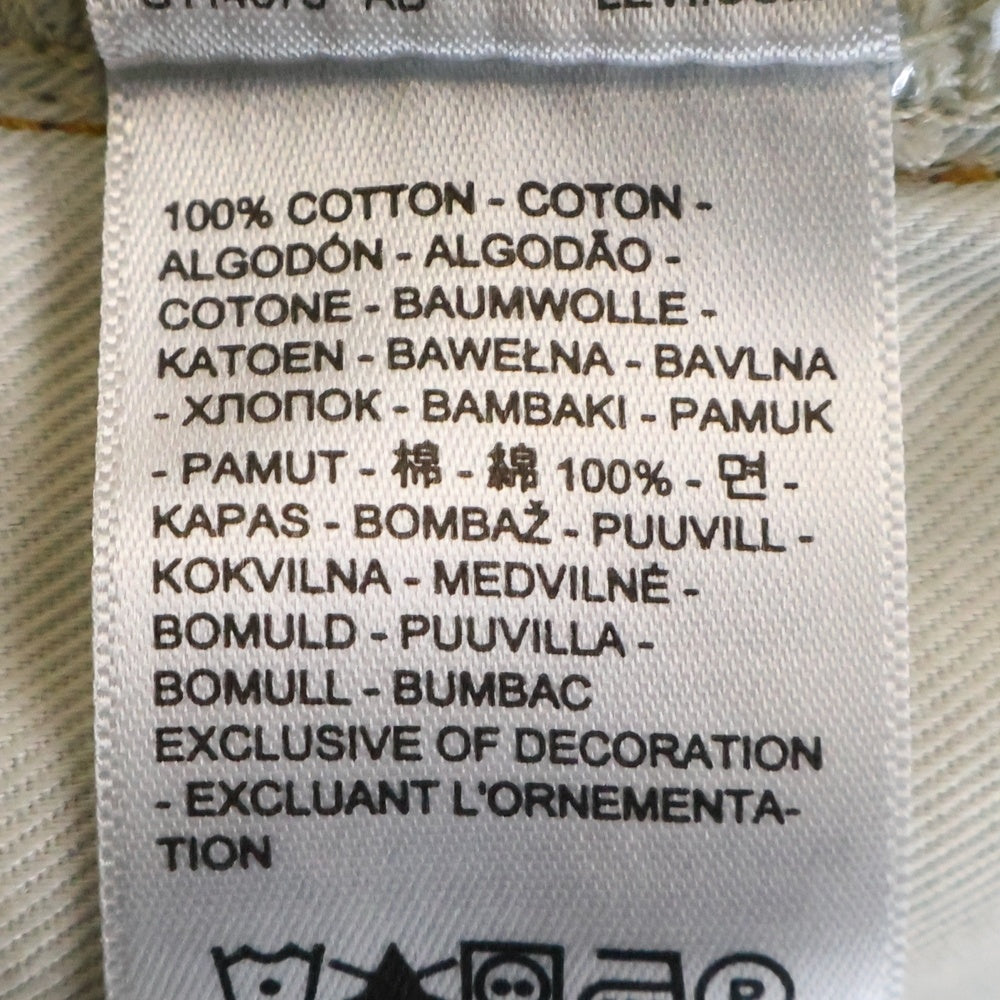 100% COTTON - COTON -
ALGODÓN - ALGODÃO -
COTONE - BAUMWOLLE -
KATOEN - BAWEŁNA - BAVLNA
- ХЛОПОК - BAMBAKI - PAMUK
- PAMUT - 棉 - 綿 100% - 면 -
KAPAS - BOMBAŽ - PUUVILL -
KOKVILNA - MEDVILNĖ -
BOMULD - PUUVILLA -
BOMULL - BUMBAC
EXCLUSIVE OF DECORATION
- EXCLUANT L'ORNEMENTA-
TION
P